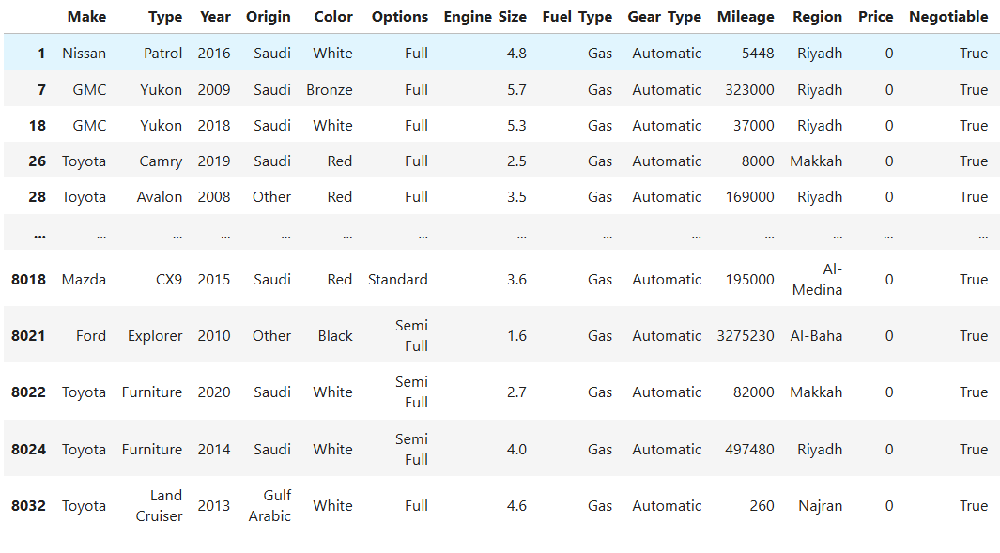 Make Type Year Origin Color Options Engine_Size Fuel_Type Gear_Type Mileage Region Price Negotiable
1 Nissan Patrol 2016 Saudi White Full 4.8 Gas Automatic 5448 Riyadh 0 True
7 GMC Yukon 2009 Saudi Bronze Full 5.7 Gas Automatic 323000 Riyadh 0 True
18 GMC Yukon 2018 Saudi White Full 5.3 Gas Automatic 37000 Riyadh 0 True
26 Toyota Camry 2019 Saudi Red Full 2.5 Gas Automatic 8000 Makkah 0 True
28 Toyota Avalon 2008 Other Red Full 3.5 Gas Automatic 169000 Riyadh 0 True
... ... ... ... ... ... ... ... ... ... ... ... ... ...
8018 Mazda CX9 2015 Saudi Red Standard 3.6 Gas Automatic 195000 Al-
Medina 0 True
8021 Ford Explorer 2010 Other Black Semi
Full 1.6 Gas Automatic 3275230 Al-Baha 0 True
8022 Toyota Furniture 2020 Saudi White Semi
Full 2.7 Gas Automatic 82000 Makkah 0 True
8024 Toyota Furniture 2014 Saudi White Semi
Full 4.0 Gas Automatic 497480 Riyadh 0 True
8032 Toyota Land
Cruiser 2013 Gulf
Arabic White Full 4.6 Gas Automatic 260 Najran 0 True